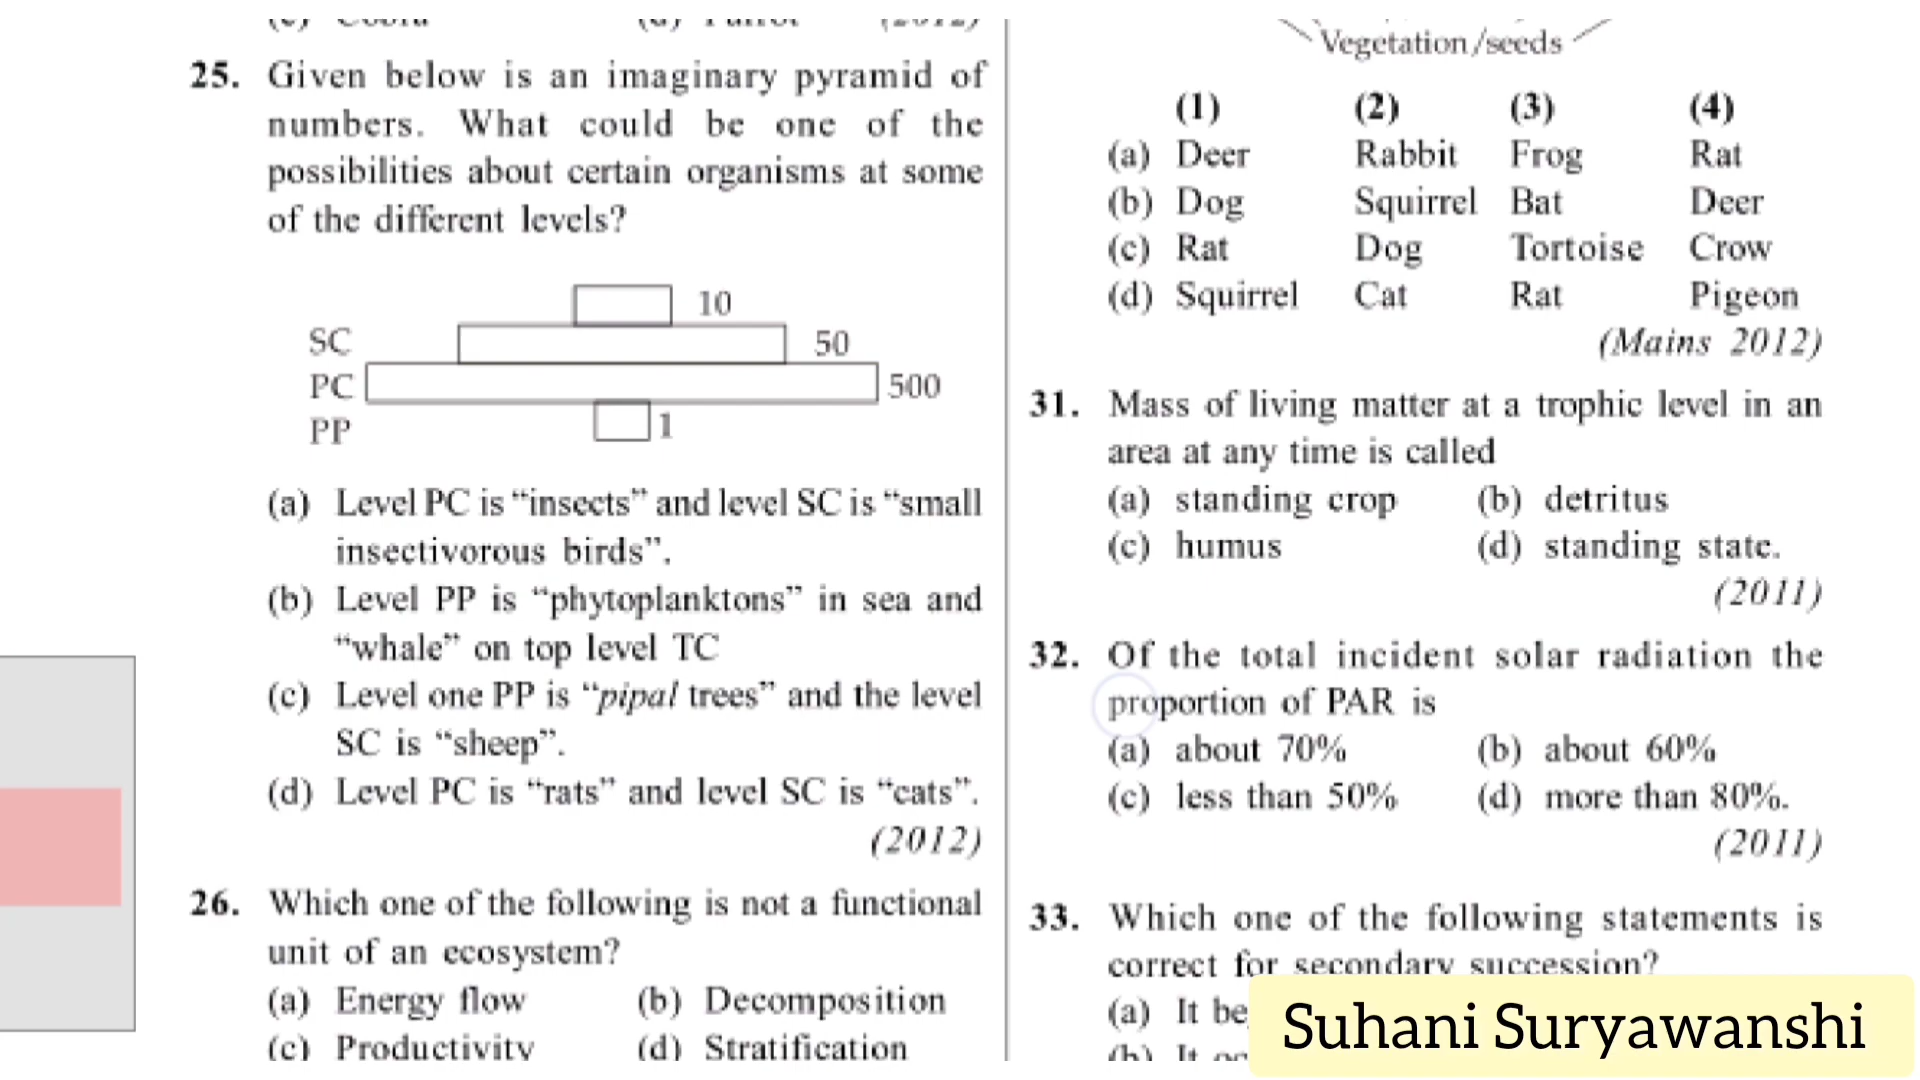 25. Given below is an imaginary pyramid of
numbers. What could be one of the
possibilities about certain organisms at some
of the different levels?
10
SC 50
PC 500
PP 1
(a) Level PC is “insects” and level SC is “small
insectivorous birds”.
(b) Level PP is “phytoplanktons” in sea and
“whale” on top level TC
(c) Level one PP is “pipal trees” and the level
SC is “sheep”.
(d) Level PC is “rats” and level SC is “cats”.
(2012)
26. Which one of the following is not a functional
unit of an ecosystem?
(a) Energy flow (b) Decomposition
(c) Productivity (d) Stratification
Vegetation/seeds
(1) (2) (3) (4)
(a) Deer Rabbit Frog Rat
(b) Dog Squirrel Bat Deer
(c) Rat Dog Tortoise Crow
(d) Squirrel Cat Rat Pigeon
(Mains 2012)
31. Mass of living matter at a trophic level in an
area at any time is called
(a) standing crop (b) detritus
(c) humus (d) standing state.
(2011)
32. Of the total incident solar radiation the
proportion of PAR is
(a) about 70% (b) about 60%
(c) less than 50% (d) more than 80%.
(2011)
33. Which one of the following statements is
correct for secondary succession?
(a) It be
(b) It
Suhani Suryawanshi